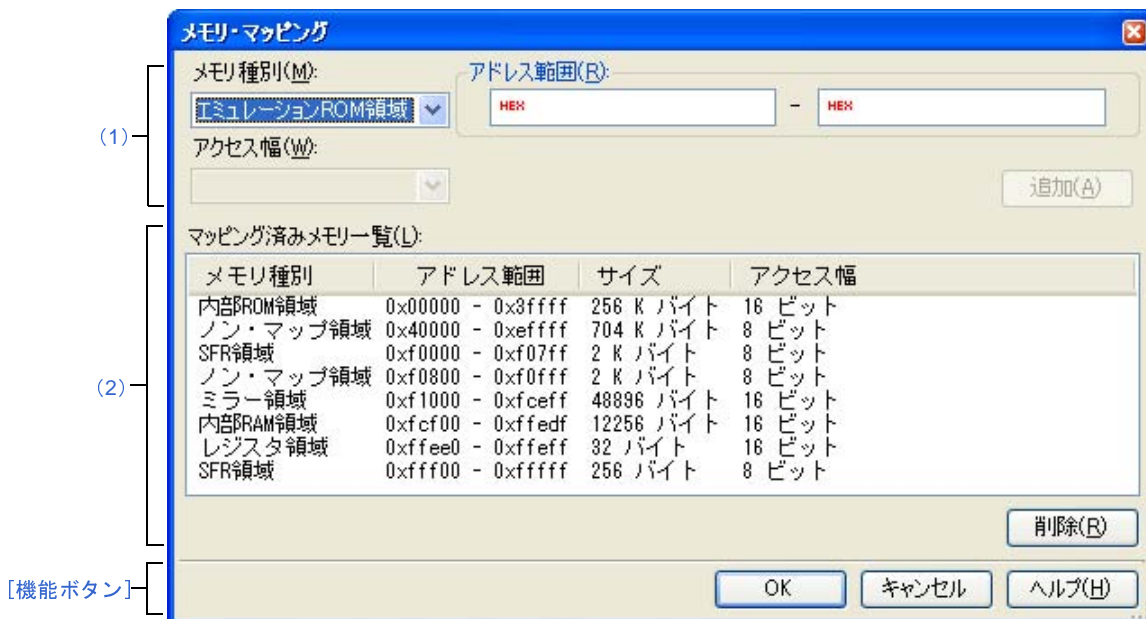 メモリ・マッピング
メモリ種別(M):
アドレス範囲(R):
エミュレーションROM領域
HEX - HEX
(1)
アクセス幅(W):
追加(A)
マッピング済みメモリ一覧(L):
メモリ種別 アドレス範囲 サイズ アクセス幅
内部ROM領域 0x00000 - 0x3ffff 256 K バイト 16 ビット
ノン・マップ領域 0x40000 - 0xeffff 704 K バイト 8 ビット
SFR領域 0xf0000 - 0xf07ff 2 K バイト 8 ビット
(2)
ノン・マップ領域 0xf0800 - 0xf0fff 2 K バイト 8 ビット
ミラー領域 0xf1000 - 0xfceff 48896 バイト 16 ビット
内部RAM領域 0xfcf00 - 0xffedf 12256 バイト 16 ビット
レジスタ領域 0xffee0 - 0xffeff 32 バイト 16 ビット
SFR領域 0xfff00 - 0xfffff 256 バイト 8 ビット
削除(R)
[機能ボタン]
OK キャンセル ヘルプ(H)